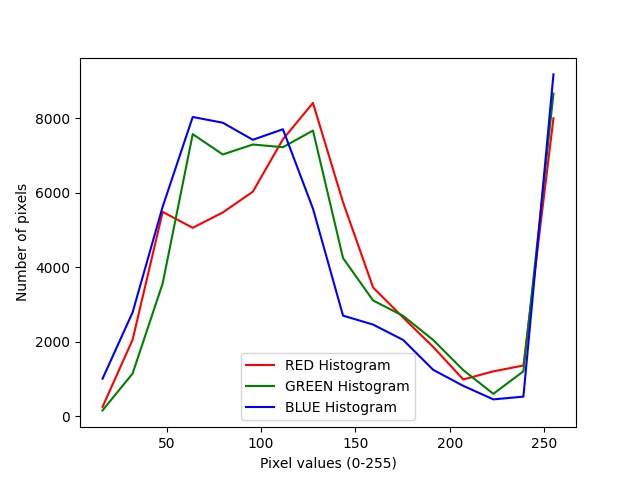 8000
6000
4000
2000
0
Number of pixels
RED Histogram
GREEN Histogram
BLUE Histogram
50 100 150 200 250
Pixel values (0-255)